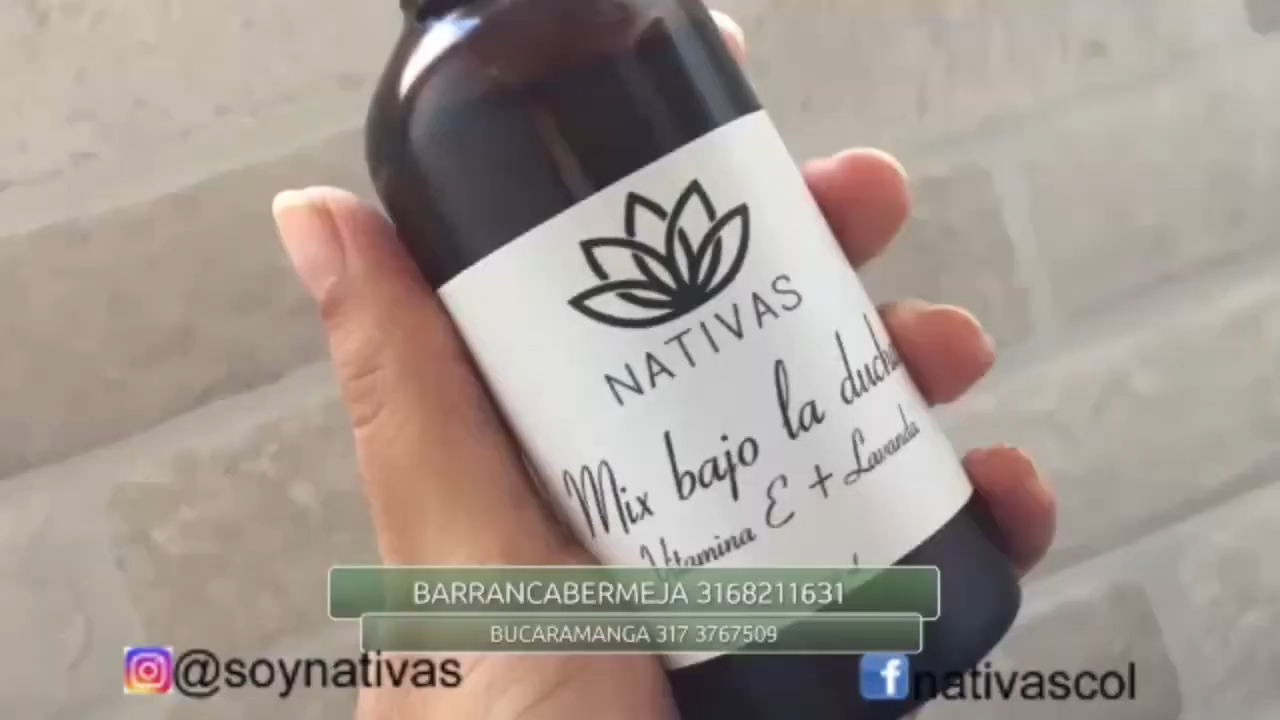 NATIVAS
Mix bajo la ducha
Vitamina E + Lavanda
BARRANCABERMEJA 3168211631
BUCARAMANGA 317 3767509
@soynativas
nativascol